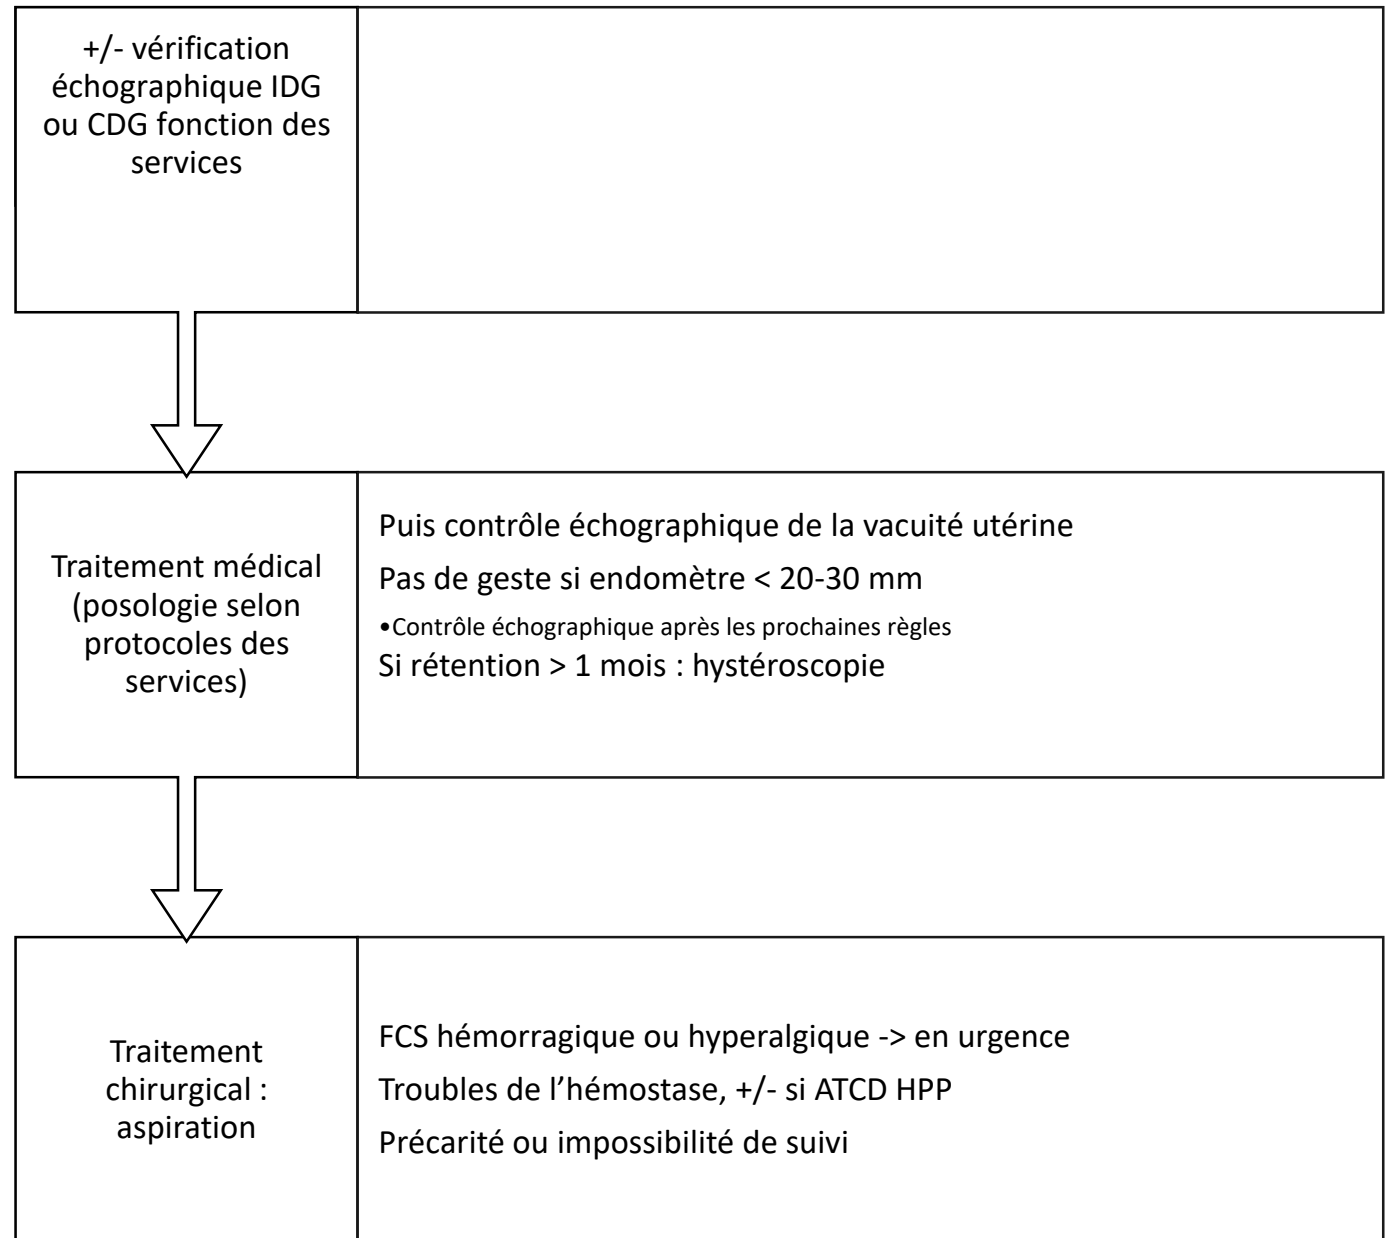 +/- vérification
échographique IDG
ou CDG fonction des
services
Traitement médical
(posologie selon
protocoles des
services)
Puis contrôle échographique de la vacuité utérine
Pas de geste si endomètre < 20-30 mm
•Contrôle échographique après les prochaines règles
Si rétention > 1 mois : hystéroscopie
Traitement
chirurgical :
aspiration
FCS hémorragique ou hyperalgique -> en urgence
Troubles de l’hémostase, +/- si ATCD HPP
Précarité ou impossibilité de suivi